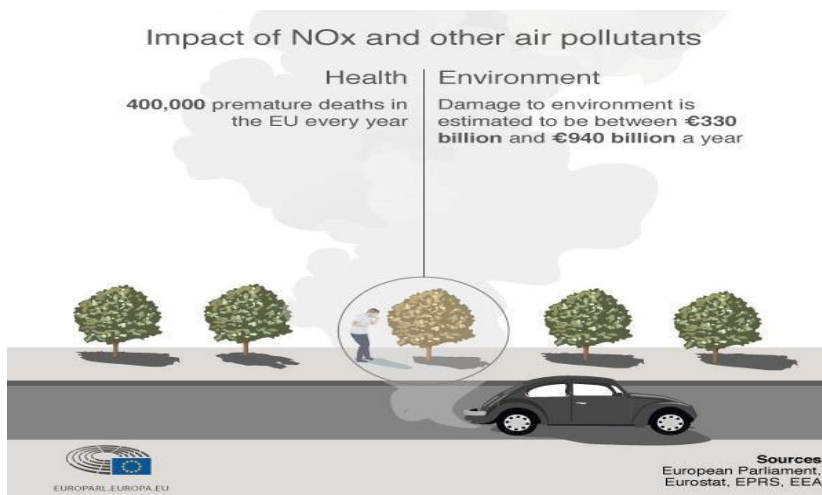 Impact of NOx and other air pollutants
Health
400,000 premature deaths in
the EU every year
Environment
Damage to environment is
estimated to be between €330
billion and €940 billion a year
EUROPARL.EUROPA.EU
Sources
European Parliament,
Eurostat, EPRS, EEA